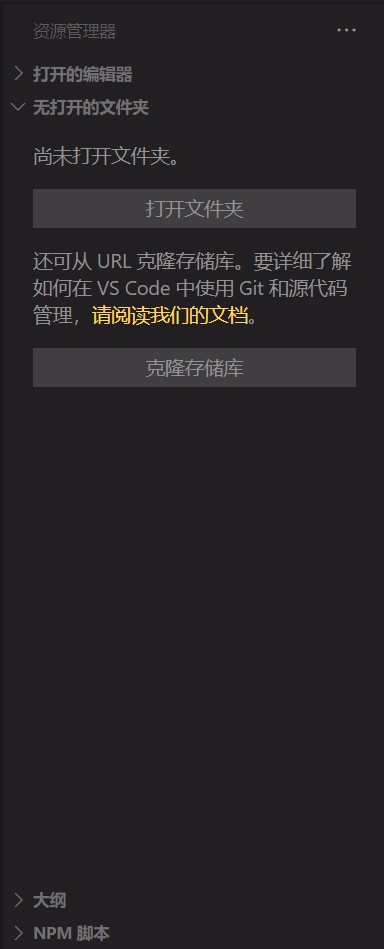 资源管理器
打开的编辑器
无打开的文件夹
尚未打开文件夹。
打开文件夹
还可从 URL 克隆存储库。要详细了解
如何在 VS Code 中使用 Git 和源代码
管理，请阅读我们的文档。
克隆存储库
大纲
NPM 脚本